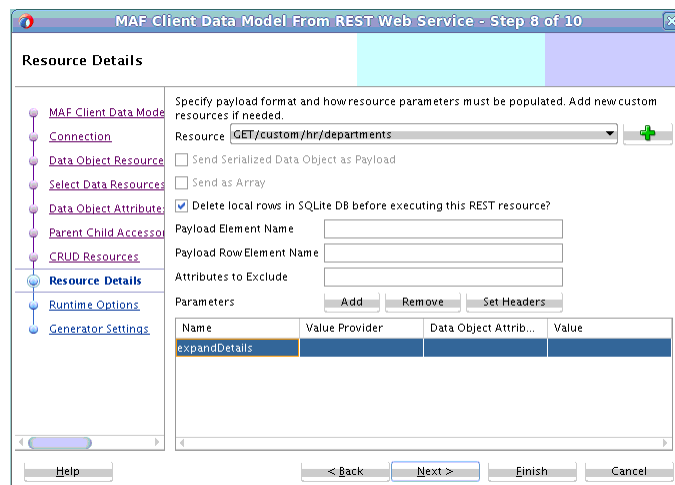 MAF Client Data Model From REST Web Service - Step 8 of 10
Resource Details
MAF Client Data Mode
Connection
Data Object Resource
Select Data Resources
Data Object Attribute
Parent Child Accessor
CRUD Resources
Resource Details
Runtime Options
Generator Settings
Specify payload format and how resource parameters must be populated. Add new custom
resources if needed.
Resource GET/custom/hr/departments
Send Serialized Data Object as Payload
Send as Array
Delete local rows in SQLite DB before executing this REST resource?
Payload Element Name
Payload Row Element Name
Attributes to Exclude
Parameters Add Remove Set Headers
Name Value Provider Data Object Attrib... Value
expandDetails
Help < Back Next > Finish Cancel